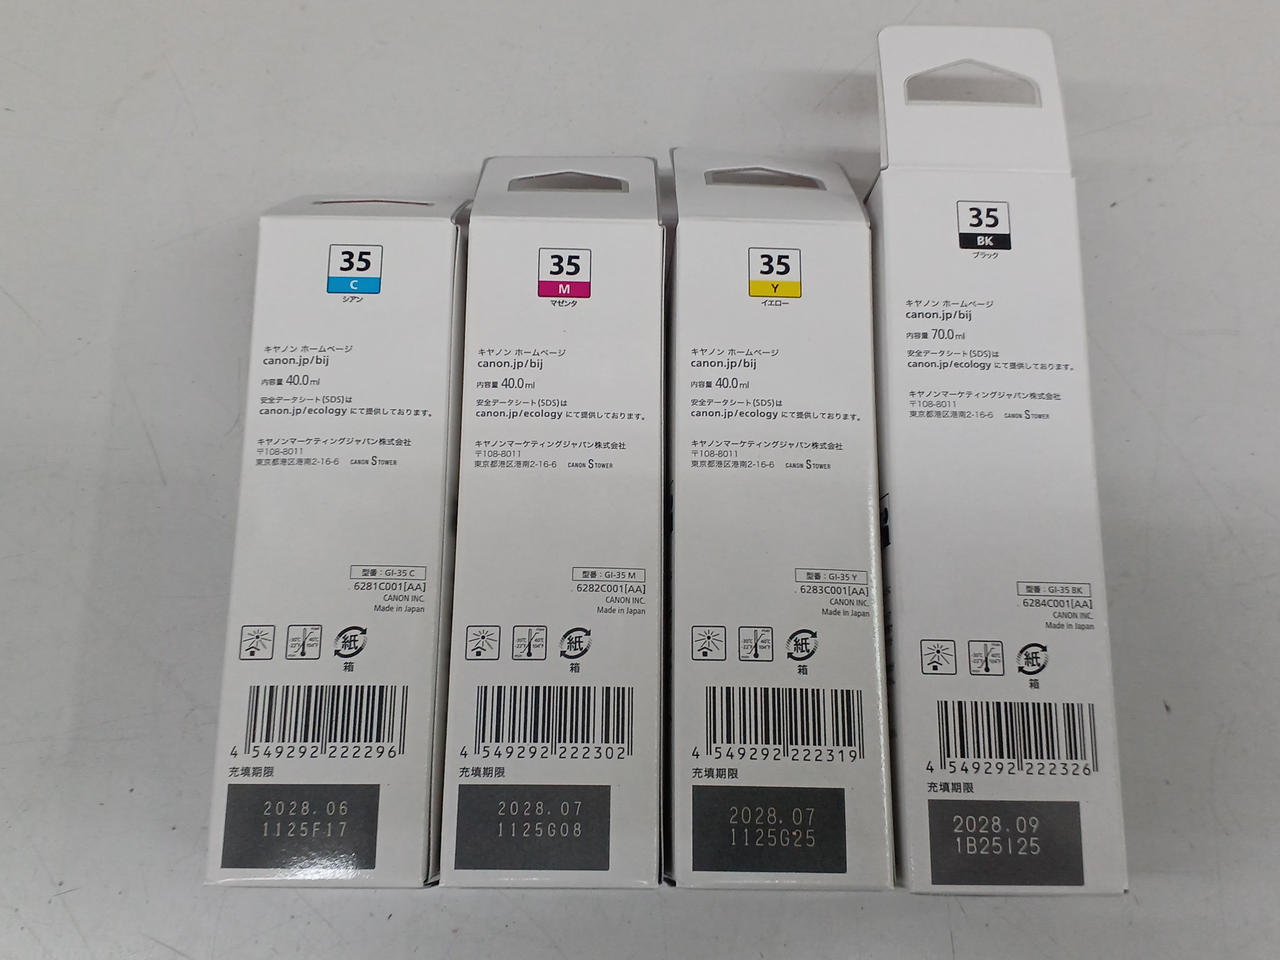 35
C
シアン
キヤノン ホームページ
canon.jp/bij
内容量 40.0ml
安全データシート(SDS)は
canon.jp/ecology にて提供しております。
キヤノンマーケティングジャパン株式会社
〒108-8011
東京都港区港南2-16-6 CANON S TOWER
型番：GI-35 C
6281C001[AA]
CANON INC.
Made in Japan
紙
箱
4 549292 222296
充填期限
2028.06
1125F17
35
M
マゼンタ
キヤノン ホームページ
canon.jp/bij
内容量 40.0ml
安全データシート(SDS)は
canon.jp/ecology にて提供しております。
キヤノンマーケティングジャパン株式会社
〒108-8011
東京都港区港南2-16-6 CANON S TOWER
型番：GI-35 M
6282C001[AA]
CANON INC.
Made in Japan
紙
箱
4 549292 222302
充填期限
2028.07
1125G08
35
Y
イエロー
キヤノン ホームページ
canon.jp/bij
内容量 40.0ml
安全データシート(SDS)は
canon.jp/ecology にて提供しております。
キヤノンマーケティングジャパン株式会社
〒108-8011
東京都港区港南2-16-6 CANON S TOWER
型番：GI-35 Y
6283C001[AA]
CANON INC.
Made in Japan
紙
箱
4 549292 222319
充填期限
2028.07
1125G25
35
BK
ブラック
キヤノン ホームページ
canon.jp/bij
内容量 70.0ml
安全データシート(SDS)は
canon.jp/ecology にて提供しております。
キヤノンマーケティングジャパン株式会社
〒108-8011
東京都港区港南2-16-6 CANON S TOWER
型番：GI-35 BK
6284C001[AA]
CANON INC.
Made in Japan
紙
箱
4 549292 222326
充填期限
2028.09
1B25I25